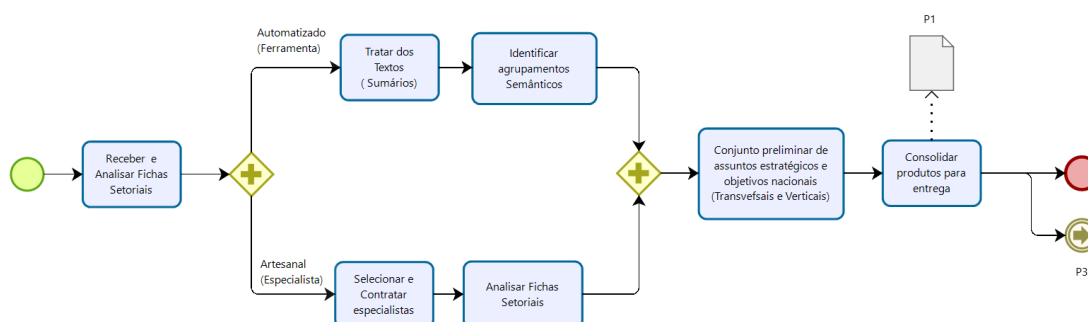 P1
Automatizado
(Ferramenta)
Tratar dos
Textos
( Sumários)
Identificar
agrupamentos
Semânticos
Receber e
Analisar Fichas
Setoriais
Conjunto preliminar de
assuntos estratégicos e
objetivos nacionais
(Transvefsais e Verticais)
Consolidar
produtos para
entrega
P3
Artesanal
(Especialista)
Selecionar e
Contratar
especialistas
Analisar Fichas
Setoriais